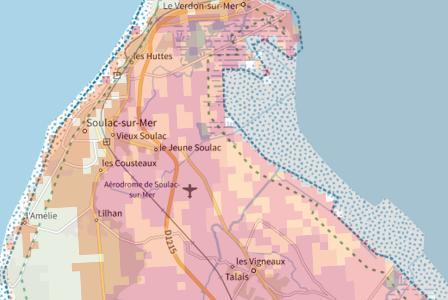 Le Verdon-sur-Mer
les Huttes
Soulac-sur-Mer
Vieux Soulac
le Jeune Soulac
les Cousteaux
Aérodrome de Soulac-
sur-Mer
l'Amélie
Lilhan
D1215
les Vigneaux
Talais